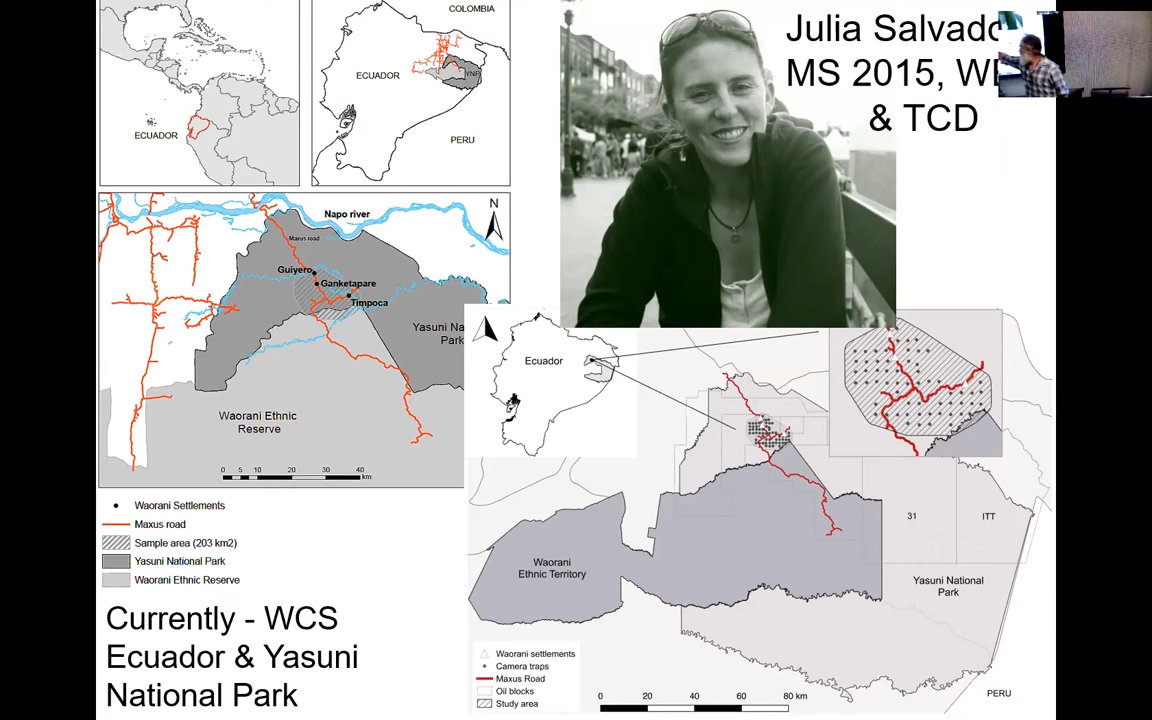 COLOMBIA
ECUADOR
YNP
ECUADOR
PERU
Julia
MS 2015,
& TCD
N
Napo river
Maxus road
Guiyero
Ganketapare
Timpoca
Yasuni
Waorani Ethnic
Reserve
0 5 10 20 30 40
km
Waorani Settlements
Maxus road
Sample area (203 km2)
Yasuni National Park
Waorani Ethnic Reserve
Currently - WCS
Ecuador & Yasuni
National Park
Ecuador
31
ITT
Waorani
Ethnic Territory
Yasuni National
Park
Waorani settlements
Camera traps
Maxus Road
Oil blocks
Study area
0 20 40 60 80 km
PERU